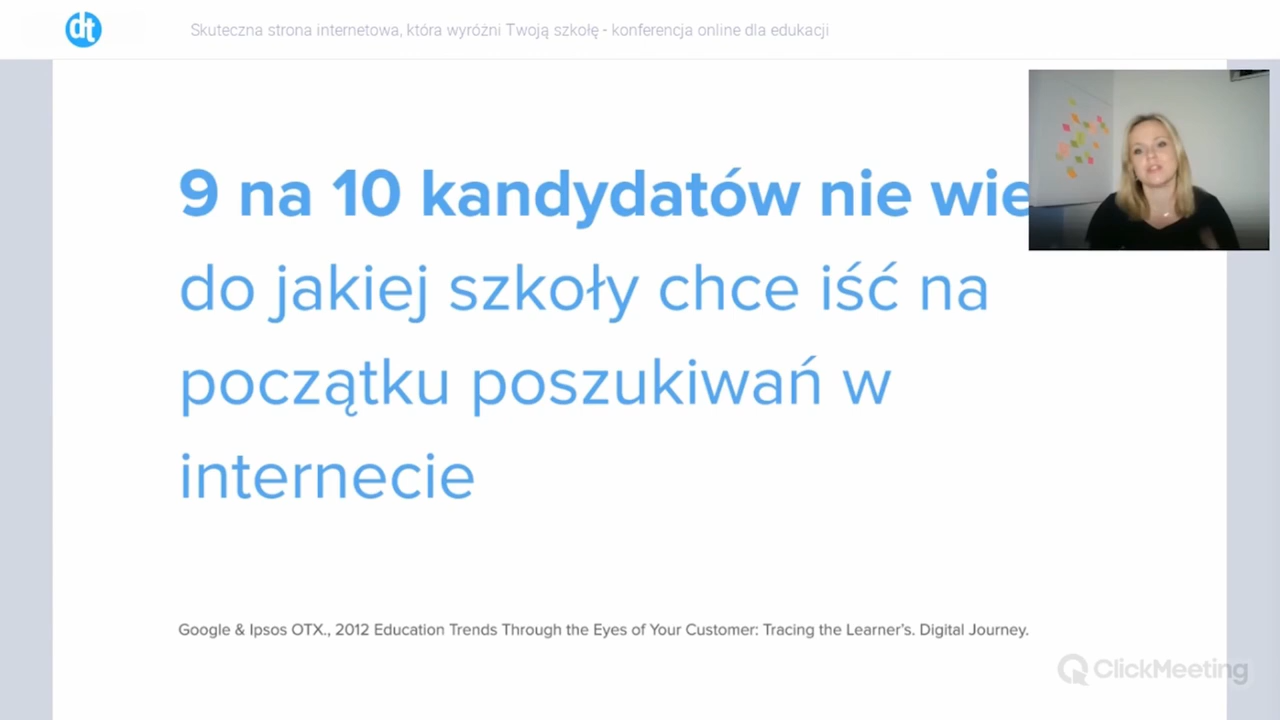 dt
Skuteczna strona internetowa, która wyróżni Twoją szkołę - konferencja online dla edukacji
9 na 10 kandydatów nie wie
do jakiej szkoły chce iść na
początku poszukiwań w
internecie
Google & Ipsos OTX., 2012 Education Trends Through the Eyes of Your Customer: Tracing the Learner’s. Digital Journey.
ClickMeeting